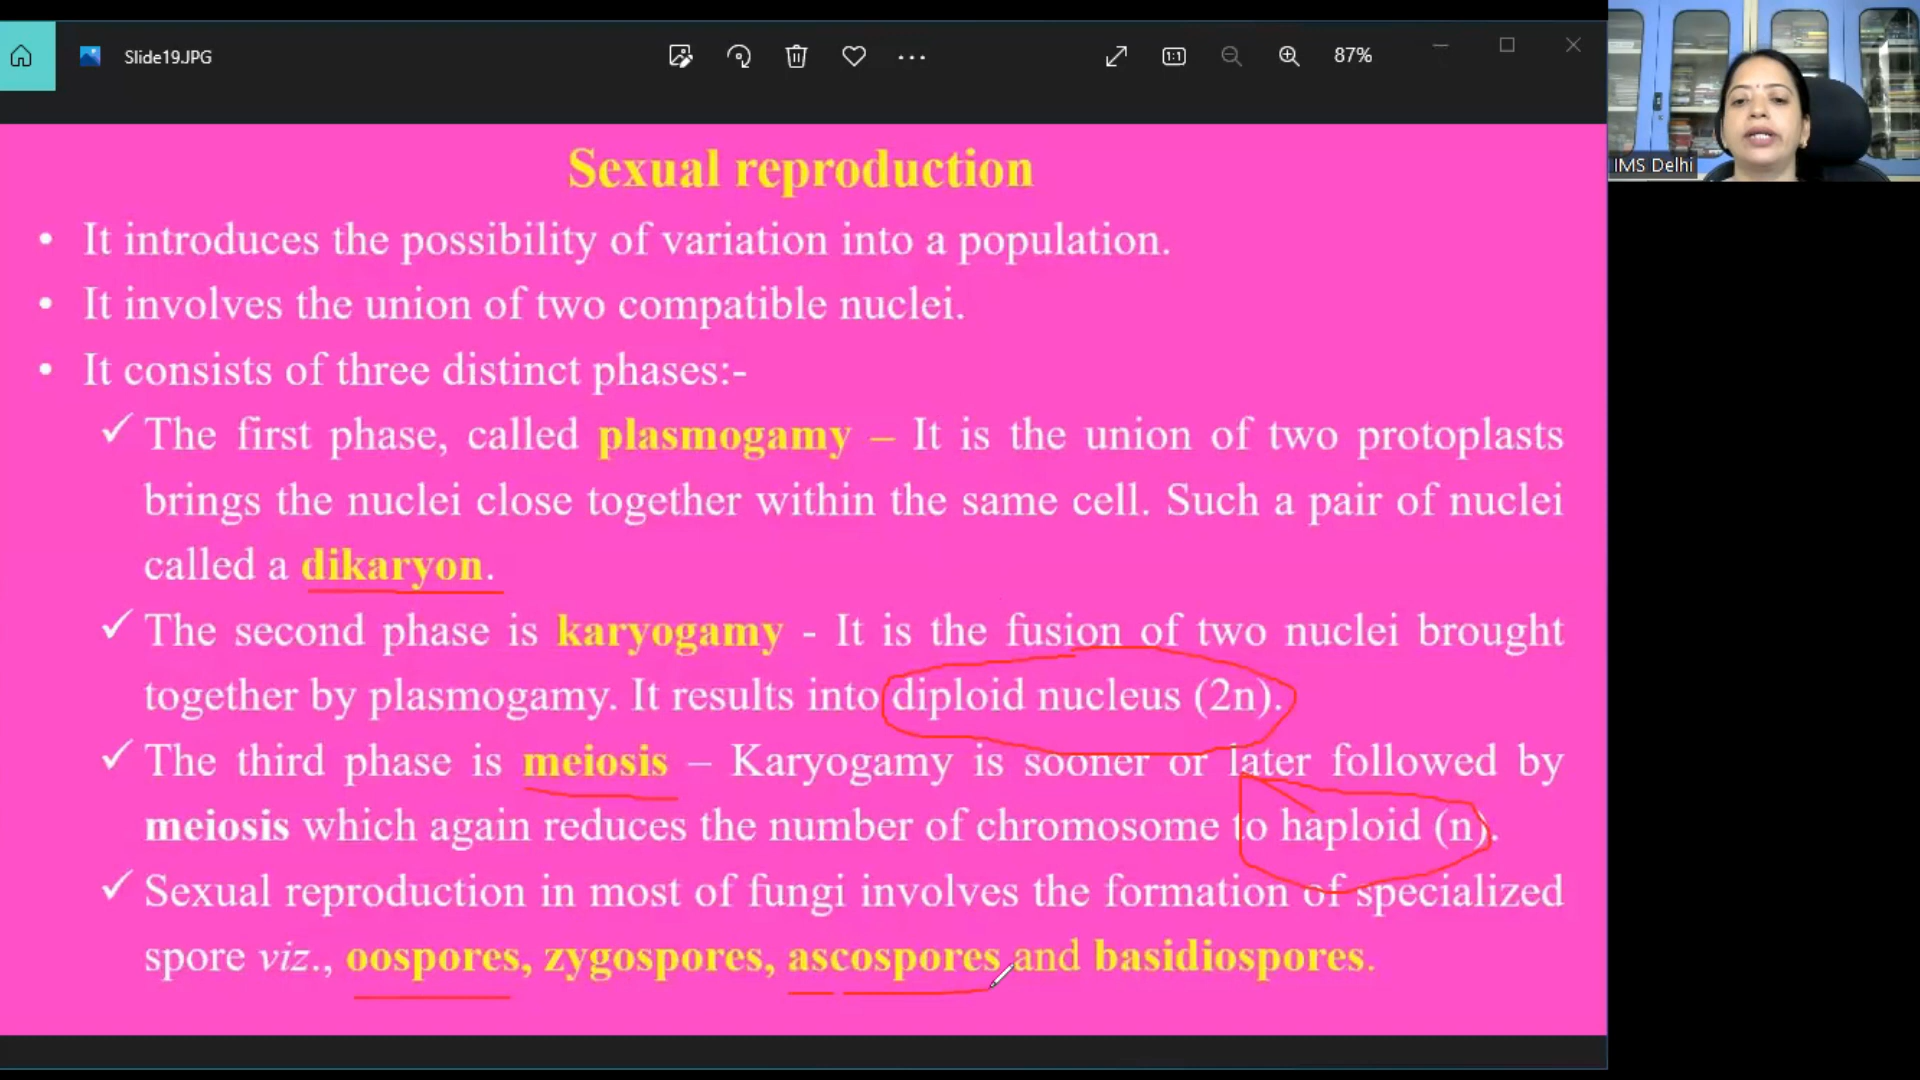 Slide19.JPG
87%
IMS Delhi
Sexual reproduction
• It introduces the possibility of variation into a population.
• It involves the union of two compatible nuclei.
• It consists of three distinct phases:-
✓ The first phase, called plasmogamy – It is the union of two protoplasts
brings the nuclei close together within the same cell. Such a pair of nuclei
called a dikaryon.
✓ The second phase is karyogamy - It is the fusion of two nuclei brought
together by plasmogamy. It results into diploid nucleus (2n).
✓ The third phase is meiosis – Karyogamy is sooner or later followed by
meiosis which again reduces the number of chromosome to haploid (n).
✓ Sexual reproduction in most of fungi involves the formation of specialized
spore viz., oospores, zygospores, ascospores and basidiospores.